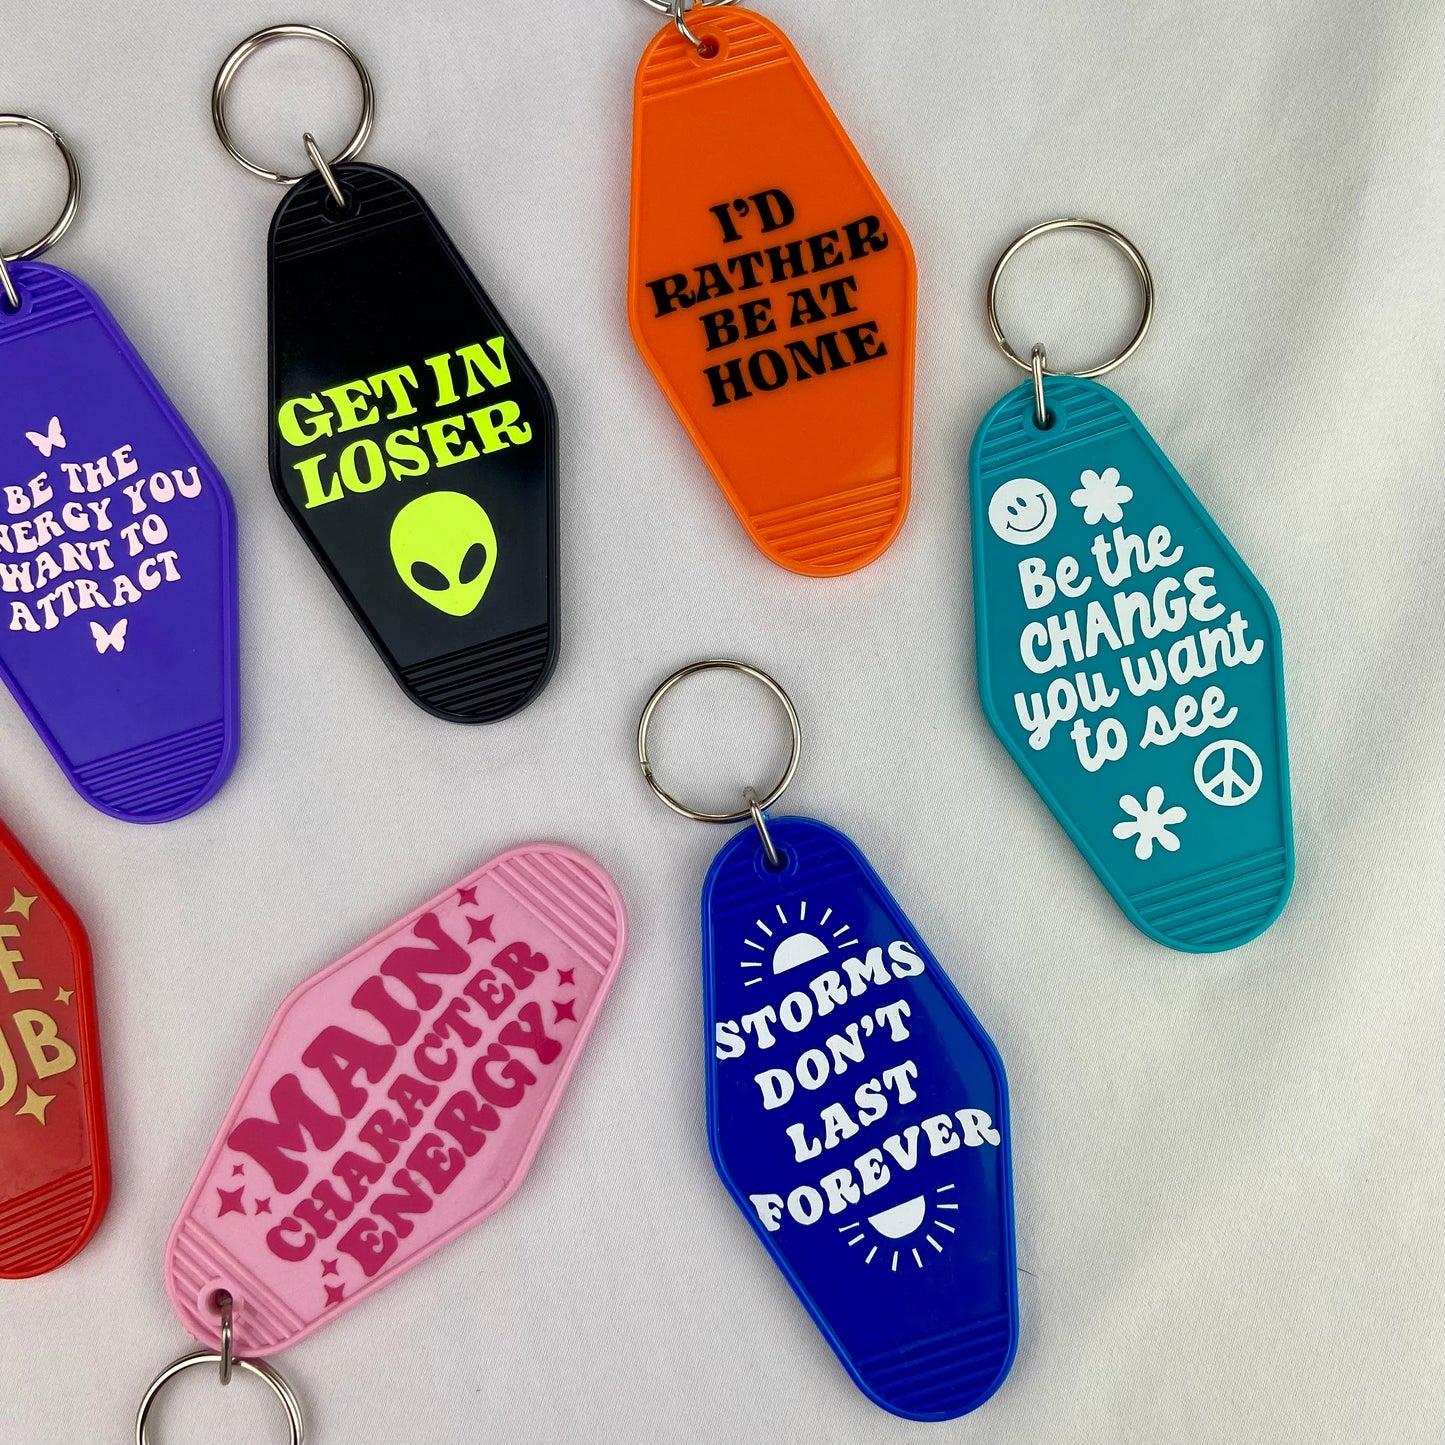 BE THE
YOU
WANT TO
ATTRACT
GET IN
LOSER
I'D
RATHER
BE AT
HOME
Be the
CHANGE
you want
to see
MAIN
CHARACTER
ENERGY
STORMS
DON'T
LAST
FOREVER